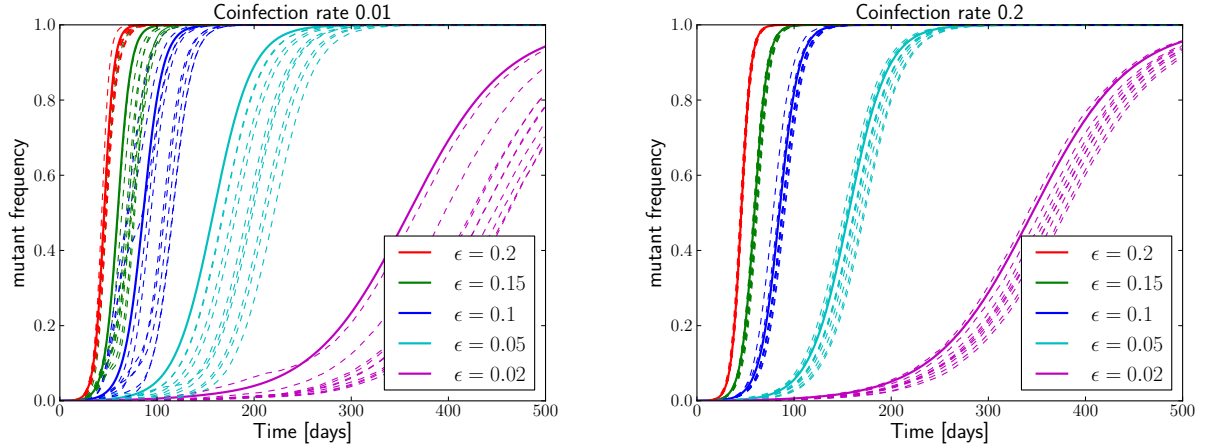 Coinfection rate 0.01
1.0
0.8
0.6
0.4
0.2
0.0
mutant frequency
0
100
200
300
400
500
Time [days]
ϵ = 0.2
ϵ = 0.15
ϵ = 0.1
ϵ = 0.05
ϵ = 0.02
Coinfection rate 0.2
1.0
0.8
0.6
0.4
0.2
0.0
mutant frequency
0
100
200
300
400
500
Time [days]
ϵ = 0.2
ϵ = 0.15
ϵ = 0.1
ϵ = 0.05
ϵ = 0.02